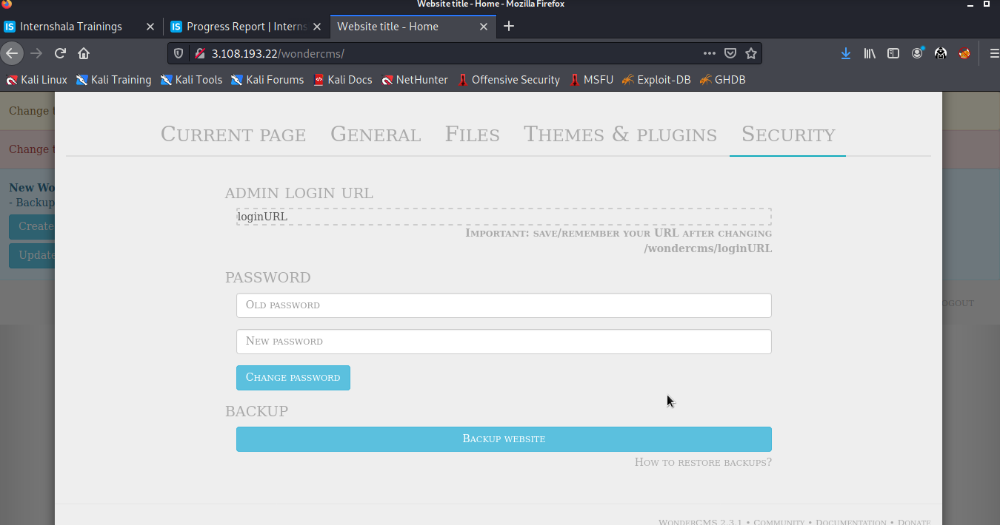 Website title - Home - Mozilla Firefox
Internshala Trainings
Progress Report | Interns
Website title - Home
3.108.193.22/wondercms/
Kali Linux Kali Training Kali Tools Kali Forums Kali Docs NetHunter Offensive Security MSFU Exploit-DB GHDB
Change t
Change t
New Wo
- Backup
Create
Update
OGOUT
Current page General Files Themes & plugins Security
ADMIN LOGIN URL
loginURL
Important: save/remember your URL after changing
/wondercms/loginURL
PASSWORD
Old password
New password
Change password
BACKUP
Backup website
How to restore backups?
WonderCMS 2.3.1 • Community • Documentation • Donate